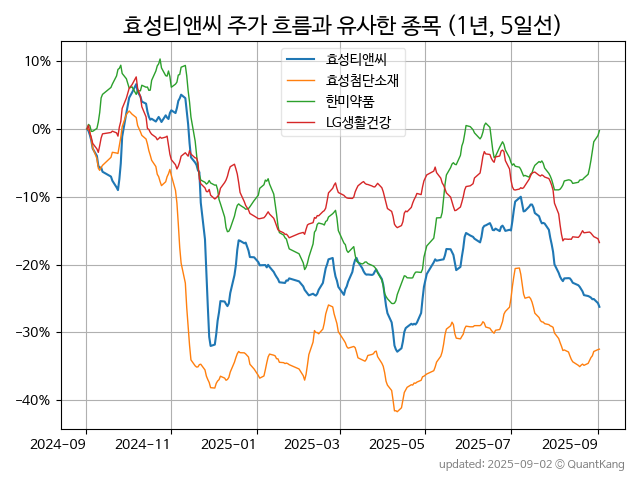 효성티앤씨 주가 흐름과 유사한 종목 (1년, 5일선)
효성티앤씨
효성첨단소재
한미약품
LG생활건강
10%
0%
−10%
−20%
−30%
−40%
2024-09 2024-11 2025-01 2025-03 2025-05 2025-07 2025-09
updated: 2025-09-02 © QuantKang